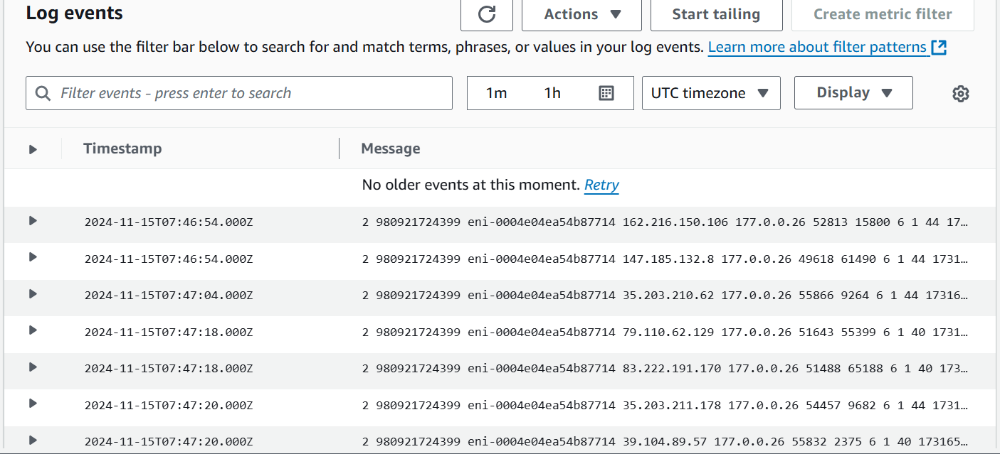 Log events
Actions
Start tailing
Create metric filter
You can use the filter bar below to search for and match terms, phrases, or values in your log events. Learn more about filter patterns
Filter events - press enter to search
1m 1h
UTC timezone
Display
Timestamp Message
No older events at this moment. Retry
2024-11-15T07:46:54.000Z 2 980921724399 eni-0004e04ea54b87714 162.216.150.106 177.0.0.26 52813 15800 6 1 44 17…
2024-11-15T07:46:54.000Z 2 980921724399 eni-0004e04ea54b87714 147.185.132.8 177.0.0.26 49618 61490 6 1 44 1731…
2024-11-15T07:47:04.000Z 2 980921724399 eni-0004e04ea54b87714 35.203.210.62 177.0.0.26 55866 9264 6 1 44 17316…
2024-11-15T07:47:18.000Z 2 980921724399 eni-0004e04ea54b87714 79.110.62.129 177.0.0.26 51643 55399 6 1 40 1731…
2024-11-15T07:47:18.000Z 2 980921724399 eni-0004e04ea54b87714 83.222.191.170 177.0.0.26 51488 65188 6 1 40 173…
2024-11-15T07:47:20.000Z 2 980921724399 eni-0004e04ea54b87714 35.203.211.178 177.0.0.26 54457 9682 6 1 44 1731…
2024-11-15T07:47:20.000Z 2 980921724399 eni-0004e04ea54b87714 39.104.89.57 177.0.0.26 55832 2375 6 1 40 173165…